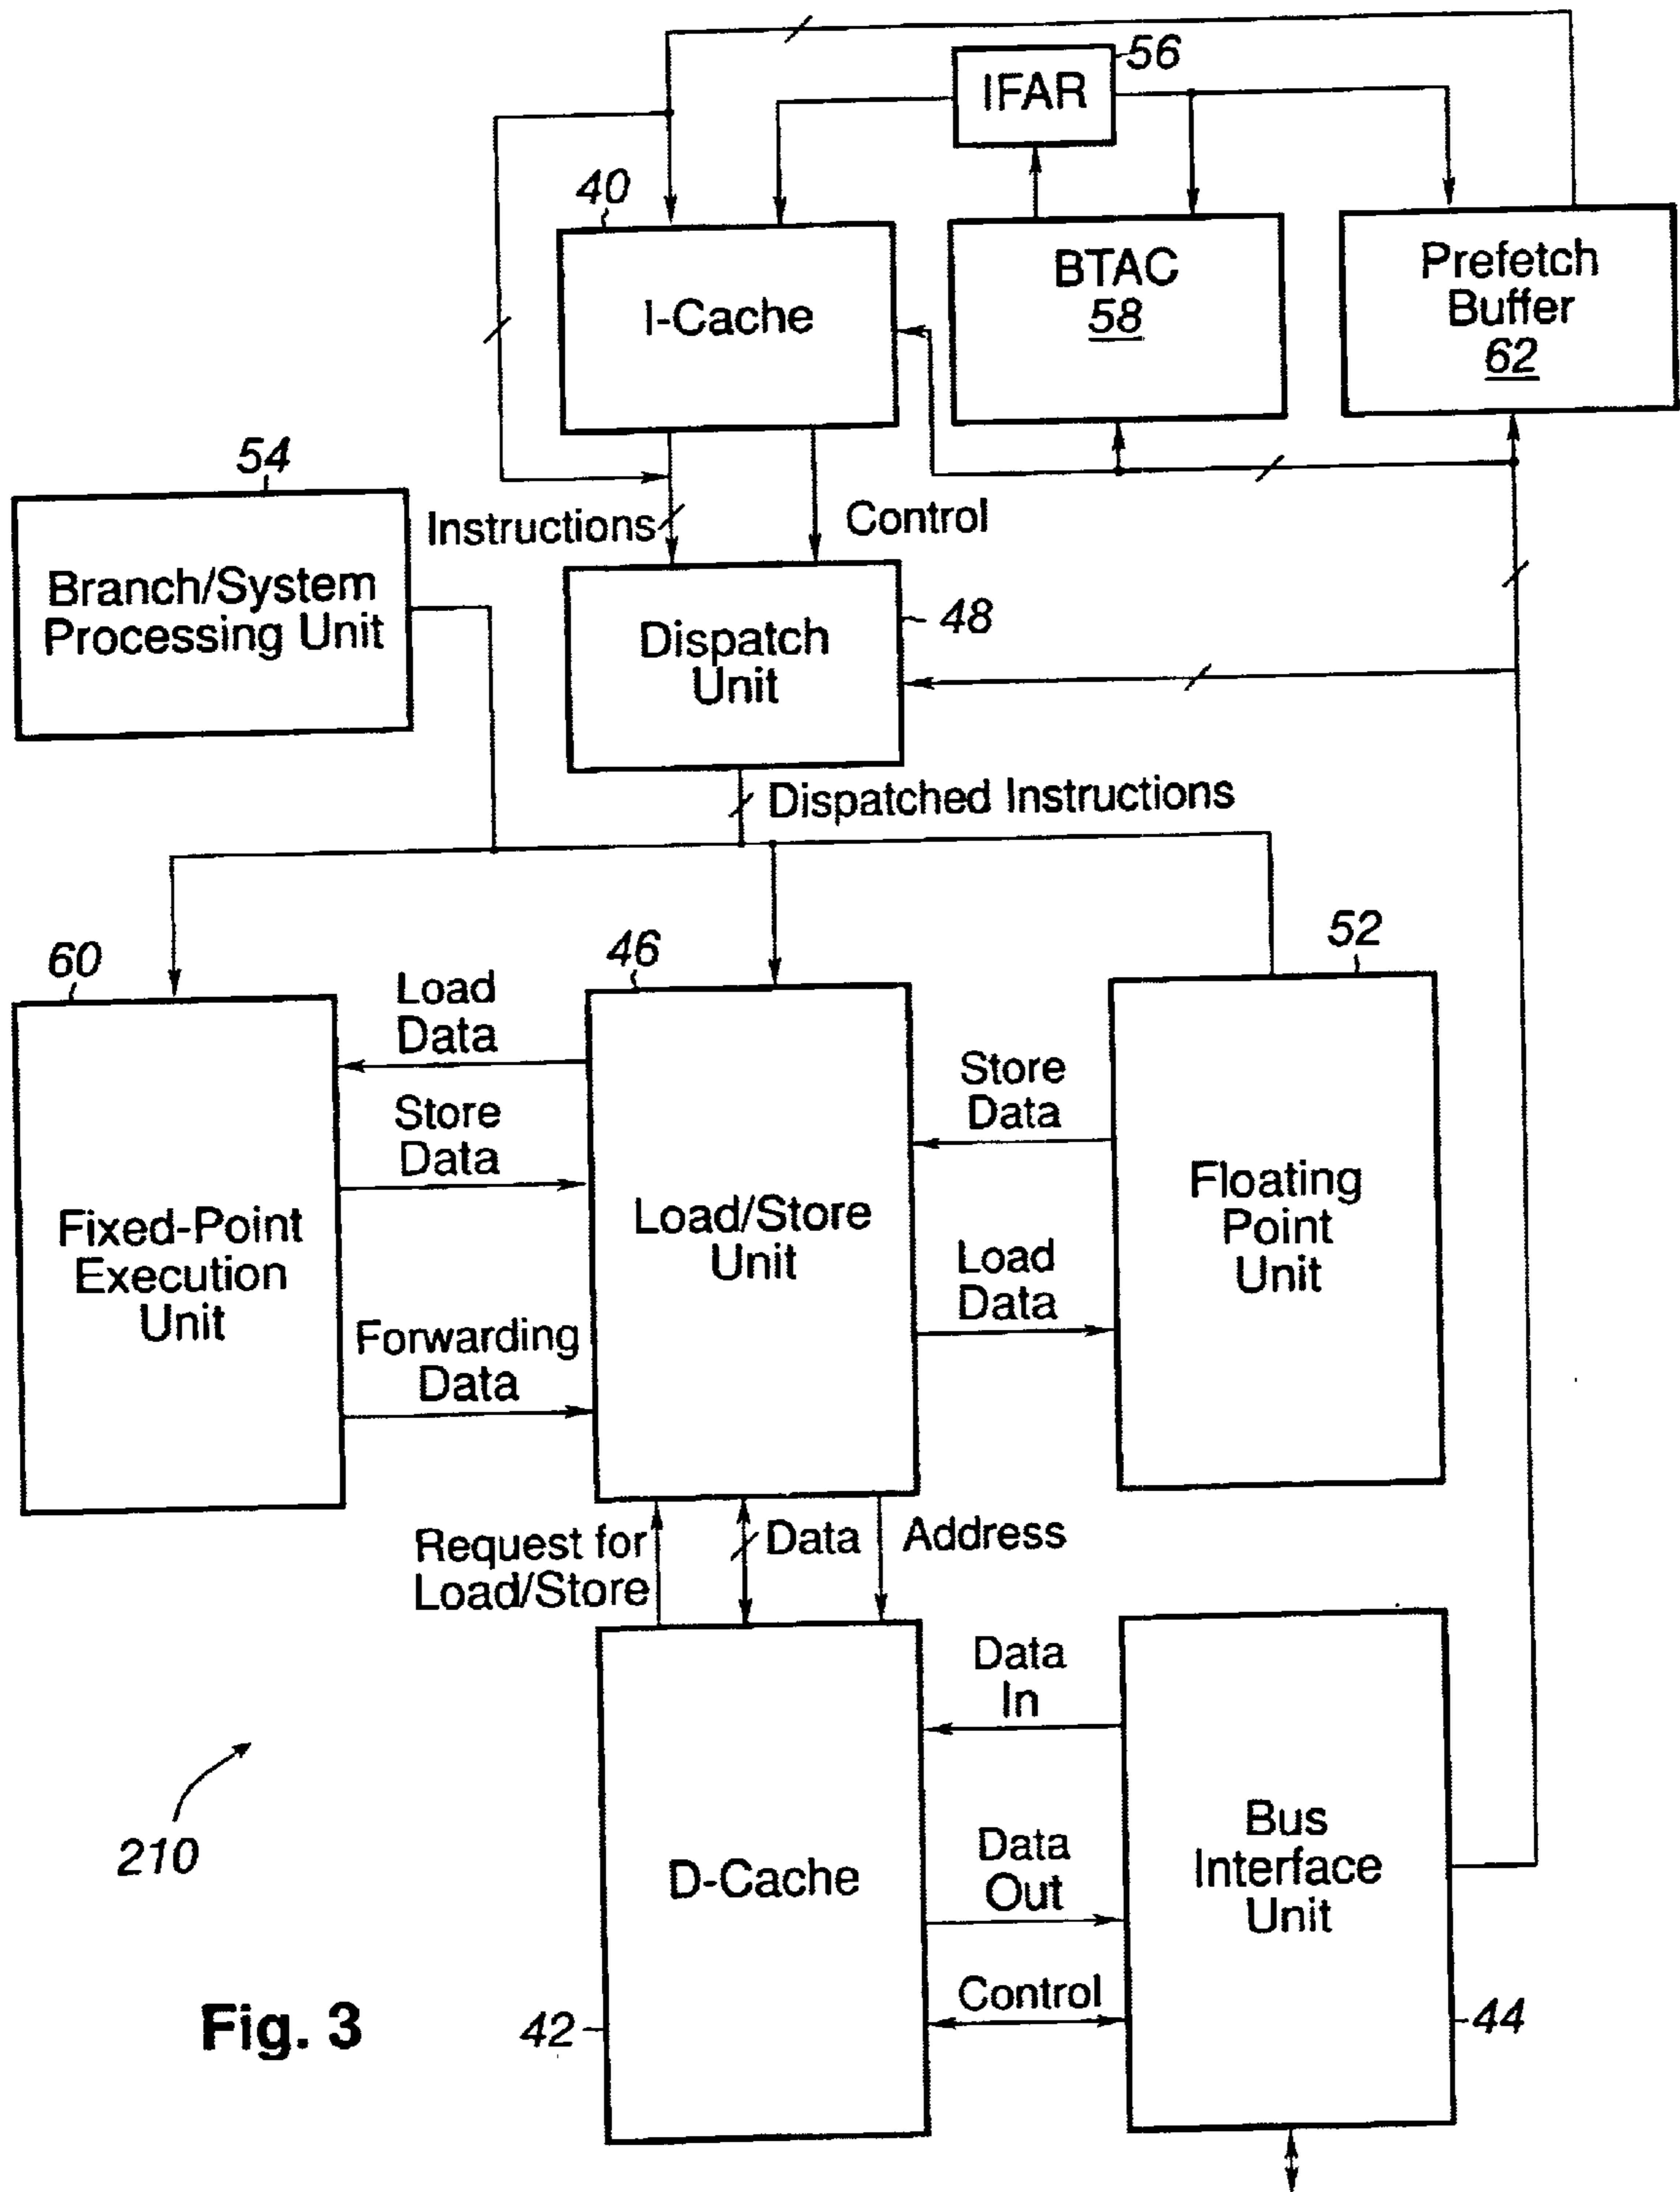 56
IFAR
40
I-Cache
BTAC
58
Prefetch
Buffer
62
54
Branch/System
Processing Unit
Instructions
Control
Dispatch
Unit
48
Dispatched Instructions
60
46
52
Load
Data
Store
Data
Store
Data
Fixed-Point
Execution
Unit
Load/Store
Unit
Floating
Point
Unit
Load
Data
Forwarding
Data
Request for
Load/Store
Data
Address
Data
In
210
D-Cache
Data
Out
Bus
Interface
Unit
Control
Fig. 3
42
44